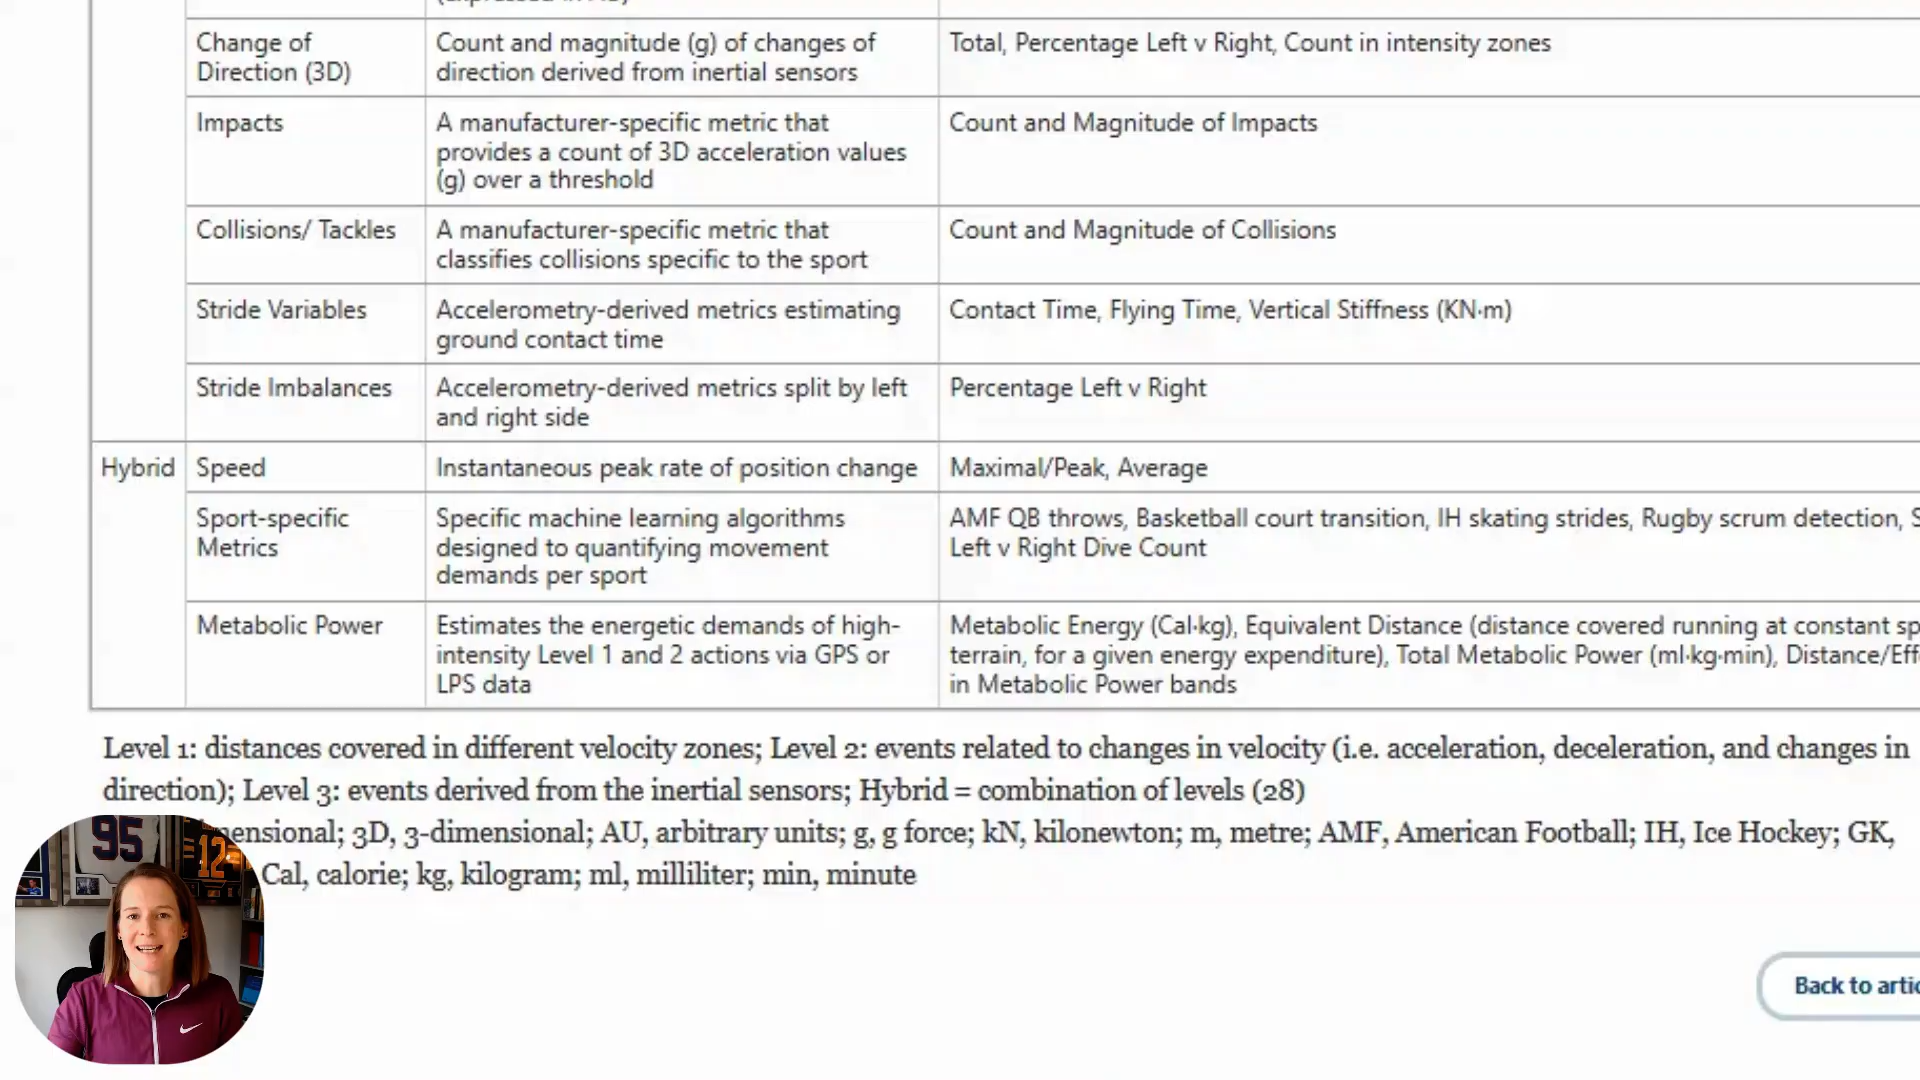 Change of
Direction (3D)
Count and magnitude (g) of changes of
direction derived from inertial sensors
Total, Percentage Left v Right, Count in intensity zones
Impacts
A manufacturer-specific metric that
provides a count of 3D acceleration values
(g) over a threshold
Count and Magnitude of Impacts
Collisions/ Tackles
A manufacturer-specific metric that
classifies collisions specific to the sport
Count and Magnitude of Collisions
Stride Variables
Accelerometry-derived metrics estimating
ground contact time
Contact Time, Flying Time, Vertical Stiffness (KN·m)
Stride Imbalances
Accelerometry-derived metrics split by left
and right side
Percentage Left v Right
Hybrid
Speed
Instantaneous peak rate of position change
Maximal/Peak, Average
Sport-specific
Metrics
Specific machine learning algorithms
designed to quantifying movement
demands per sport
AMF QB throws, Basketball court transition, IH skating strides, Rugby scrum detection,
Left v Right Dive Count
Metabolic Power
Estimates the energetic demands of high-
intensity Level 1 and 2 actions via GPS or
LPS data
Metabolic Energy (Cal·kg), Equivalent Distance (distance covered running at constant sp
terrain, for a given energy expenditure), Total Metabolic Power (ml·kg·min), Distance/Eff
in Metabolic Power bands
Level 1: distances covered in different velocity zones; Level 2: events related to changes in velocity (i.e. acceleration, deceleration, and changes in
direction); Level 3: events derived from the inertial sensors; Hybrid = combination of levels (28)
mensional; 3D, 3-dimensional; AU, arbitrary units; g, g force; kN, kilonewton; m, metre; AMF, American Football; IH, Ice Hockey; GK,
Cal, calorie; kg, kilogram; ml, milliliter; min, minute
95
12
Back to artic